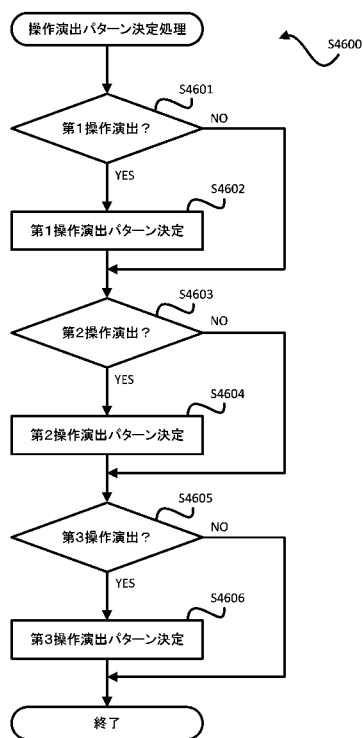 操作演出パターン決定処理
S4600
S4601
第1操作演出?
NO
YES
S4602
第1操作演出パターン決定
S4603
第2操作演出?
NO
YES
S4604
第2操作演出パターン決定
S4605
第3操作演出?
NO
YES
S4606
第3操作演出パターン決定
終了